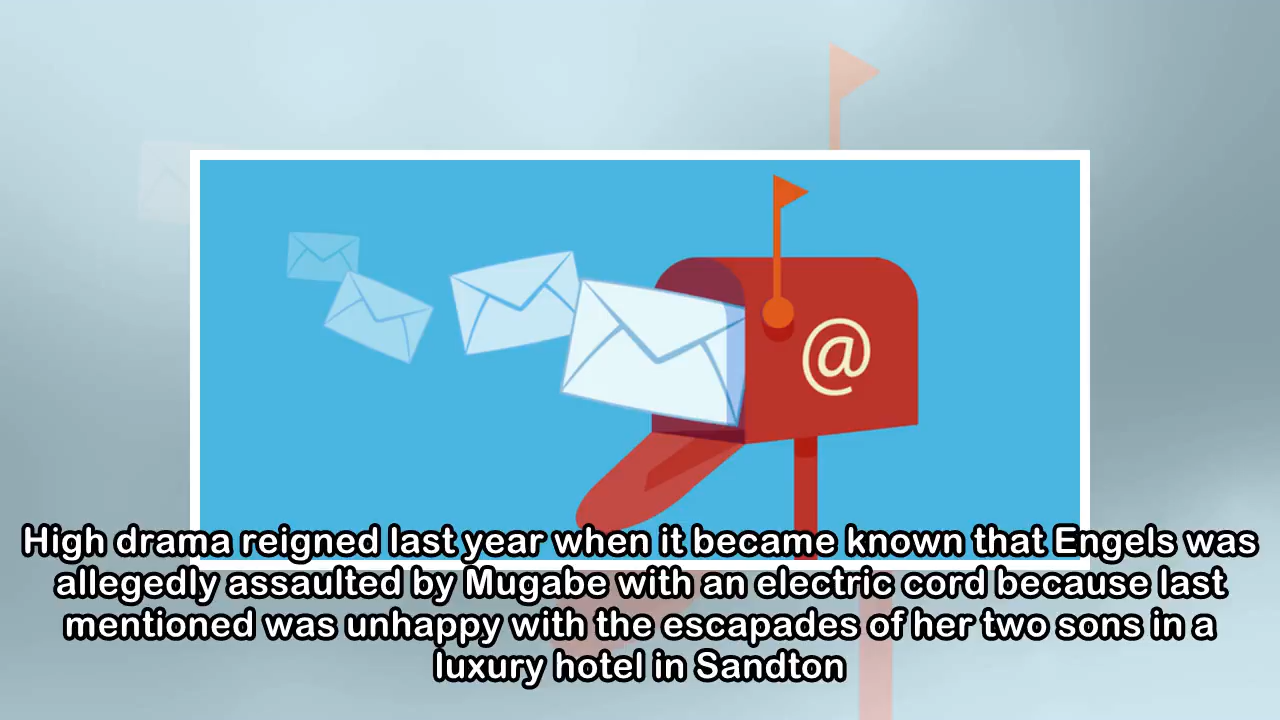 @
High drama reigned last year when it became known that Engels was
allegedly assaulted by Mugabe with an electric cord because last
mentioned was unhappy with the escapades of her two sons in a
luxury hotel in Sandton